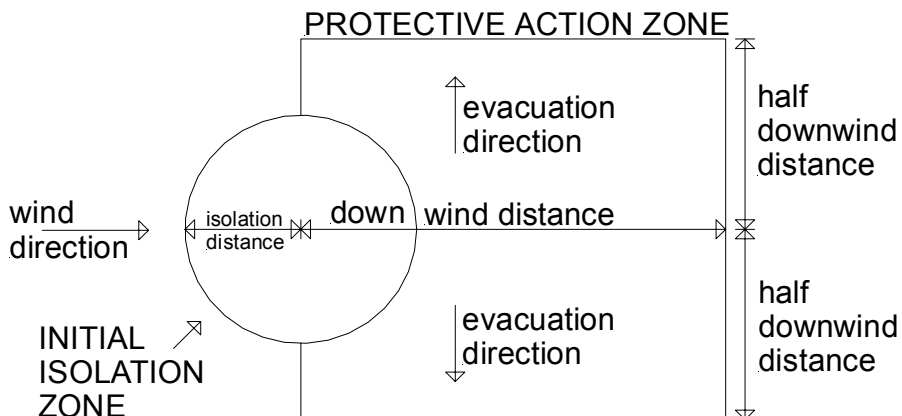 PROTECTIVE ACTION ZONE
evacuation
direction
half
downwind
distance
wind
direction
isolation
distance
down wind distance
evacuation
direction
half
downwind
distance
INITIAL
ISOLATION
ZONE